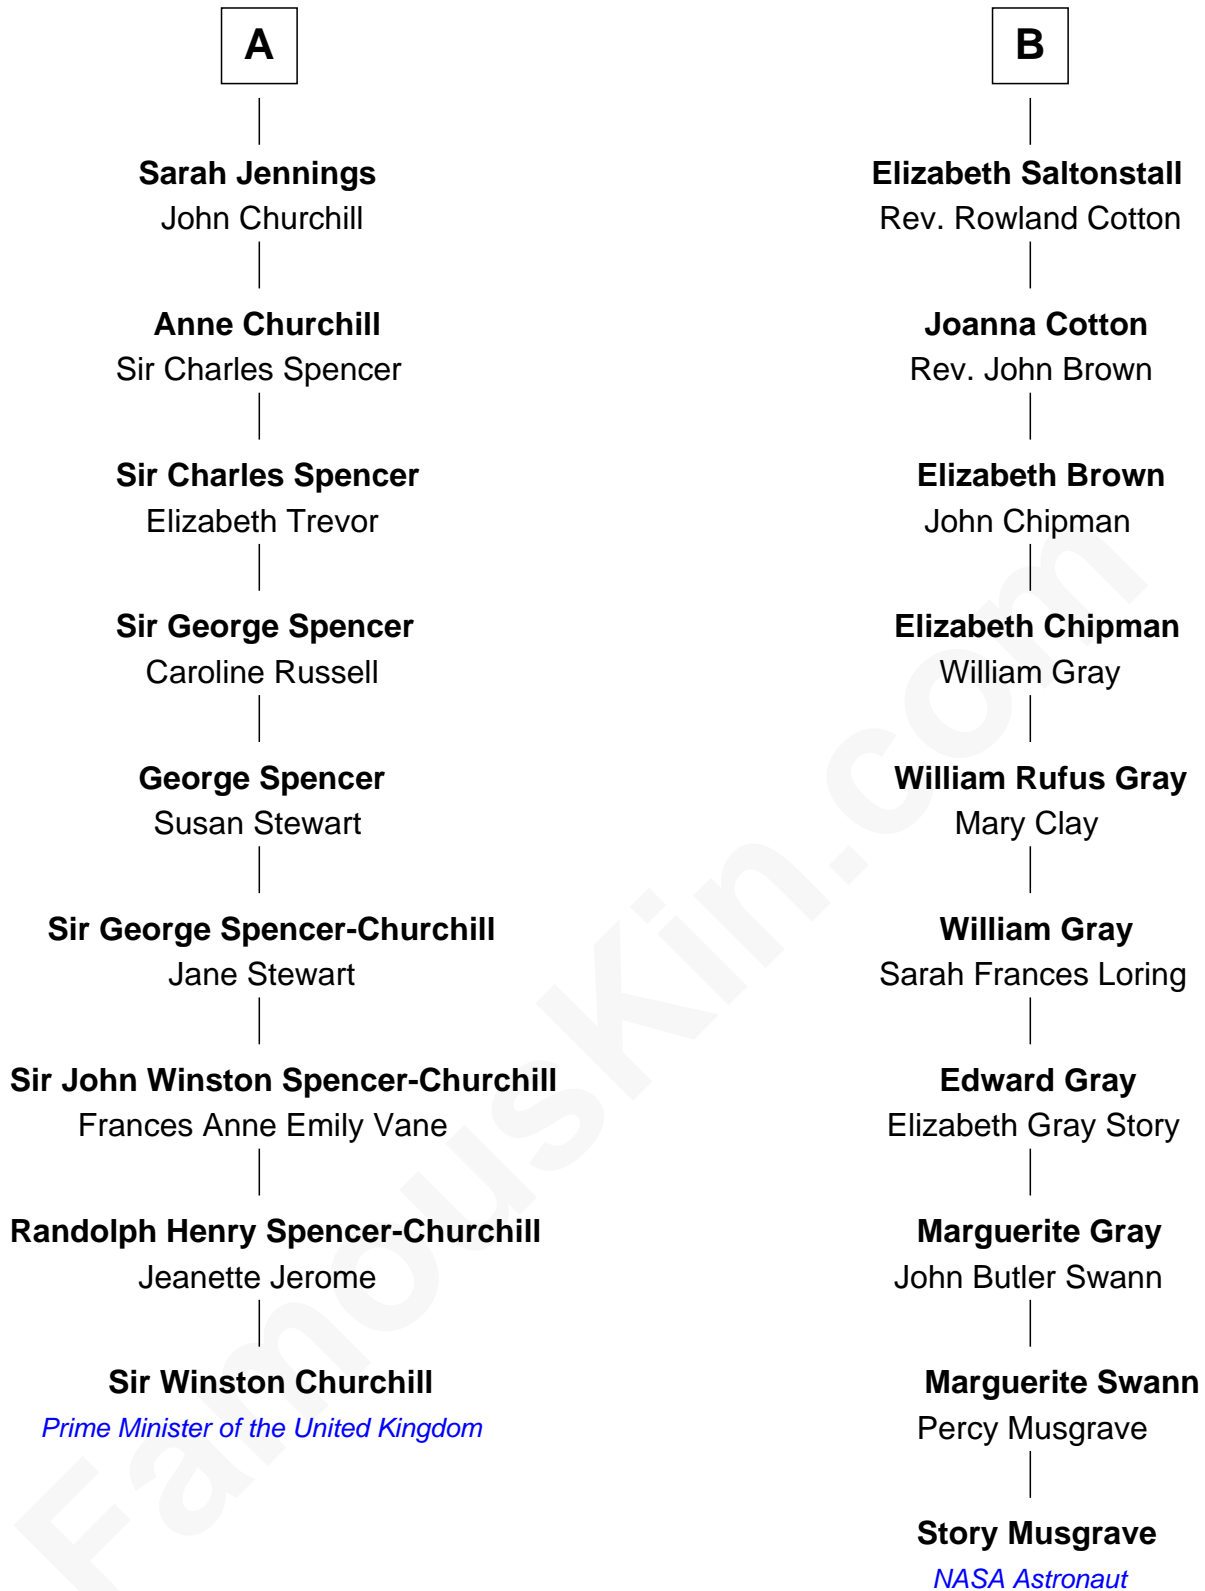 A
Sarah Jennings
John Churchill
Anne Churchill
Sir Charles Spencer
Sir Charles Spencer
Elizabeth Trevor
Sir George Spencer
Caroline Russell
George Spencer
Susan Stewart
Sir George Spencer-Churchill
Jane Stewart
Sir John Winston Spencer-Churchill
Frances Anne Emily Vane
Randolph Henry Spencer-Churchill
Jeanette Jerome
Sir Winston Churchill
Prime Minister of the United Kingdom
B
Elizabeth Saltonstall
Rev. Rowland Cotton
Joanna Cotton
Rev. John Brown
Elizabeth Brown
John Chipman
Elizabeth Chipman
William Gray
William Rufus Gray
Mary Clay
William Gray
Sarah Frances Loring
Edward Gray
Elizabeth Gray Story
Marguerite Gray
John Butler Swann
Marguerite Swann
Percy Musgrave
Story Musgrave
NASA Astronaut
FamousKin.com